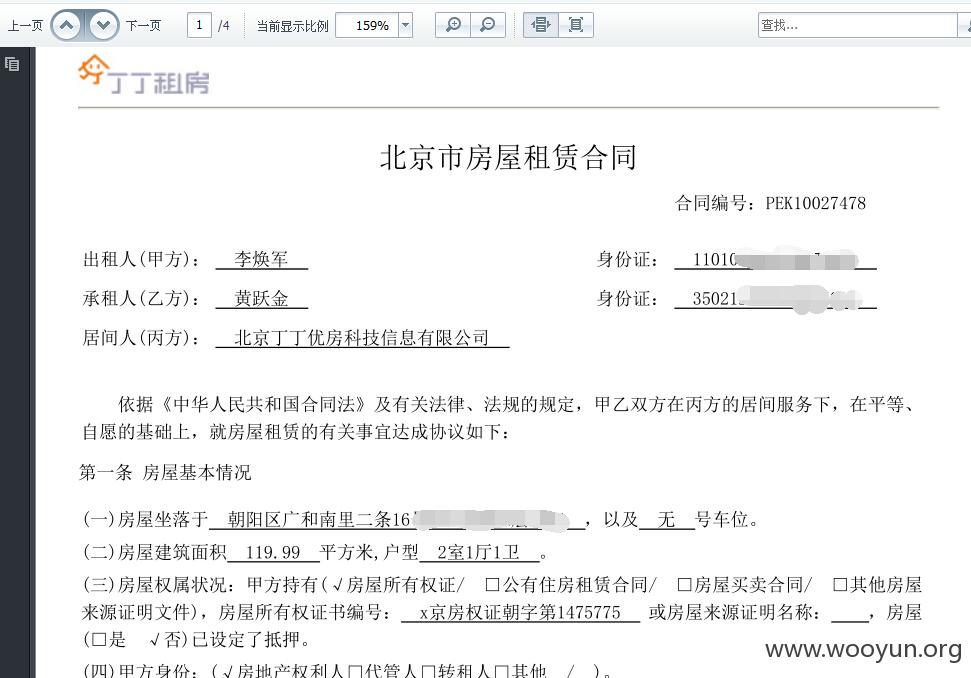 上一页 下一页 1 /4 当前显示比例 159% 查找...
丁丁租房
北京市房屋租赁合同
合同编号：PEK10027478
出租人(甲方)： 李焕军 身份证： 11010
承租人(乙方)： 黄跃金 身份证： 3502
居间人(丙方)： 北京丁丁优房科技信息有限公司
依据《中华人民共和国合同法》及有关法律、法规的规定，甲乙双方在丙方的居间服务下，在平等、
自愿的基础上，就房屋租赁的有关事宜达成协议如下：
第一条 房屋基本情况
(一)房屋坐落于 朝阳区广和南里二条16 ，以及 无 号车位。
(二)房屋建筑面积 119.99 平方米,户型 2室1厅1卫 。
(三)房屋权属状况：甲方持有(√房屋所有权证/ □公有住房租赁合同/ □房屋买卖合同/ □其他房屋
来源证明文件)，房屋所有权证书编号： x京房权证朝字第1475775 或房屋来源证明名称：____，房屋
(□是 √否)已设定了抵押。
(四)甲方身份：(√房地产权利人□代管人□转租人□其他 / )。
www.wooyun.org